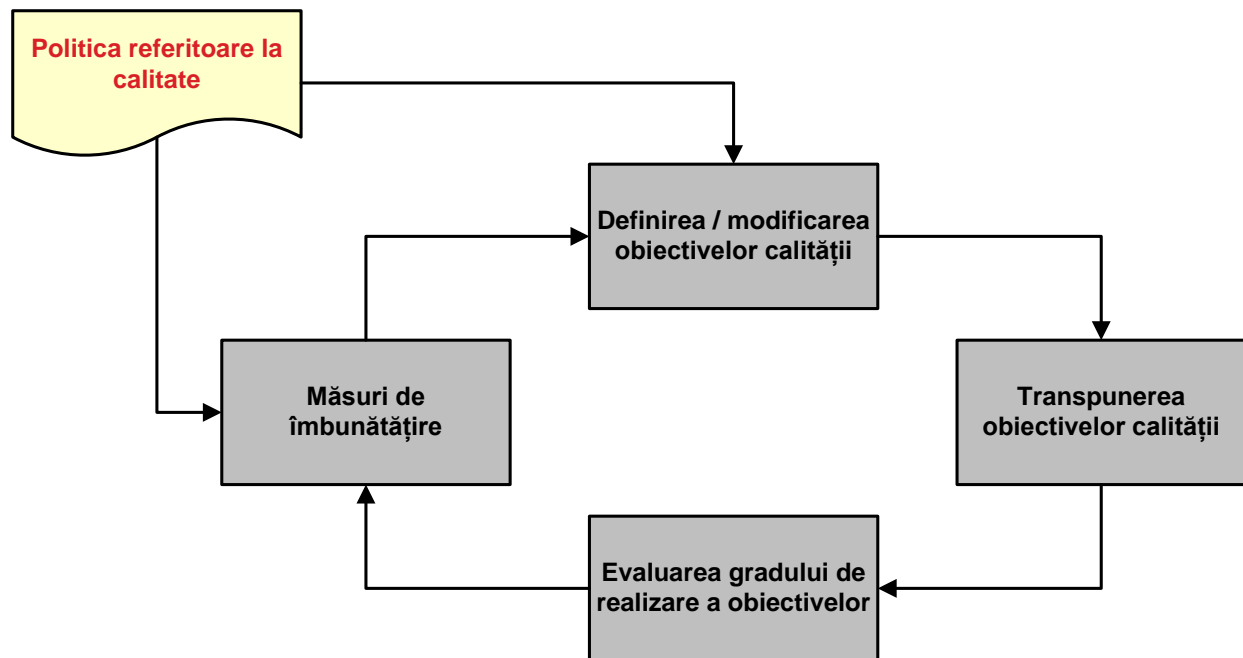 Politica referitoare la
calitate
Definirea / modificarea
obiectivelor calității
Măsuri de
îmbunătățire
Transpunerea
obiectivelor calității
Evaluarea gradului de
realizare a obiectivelor